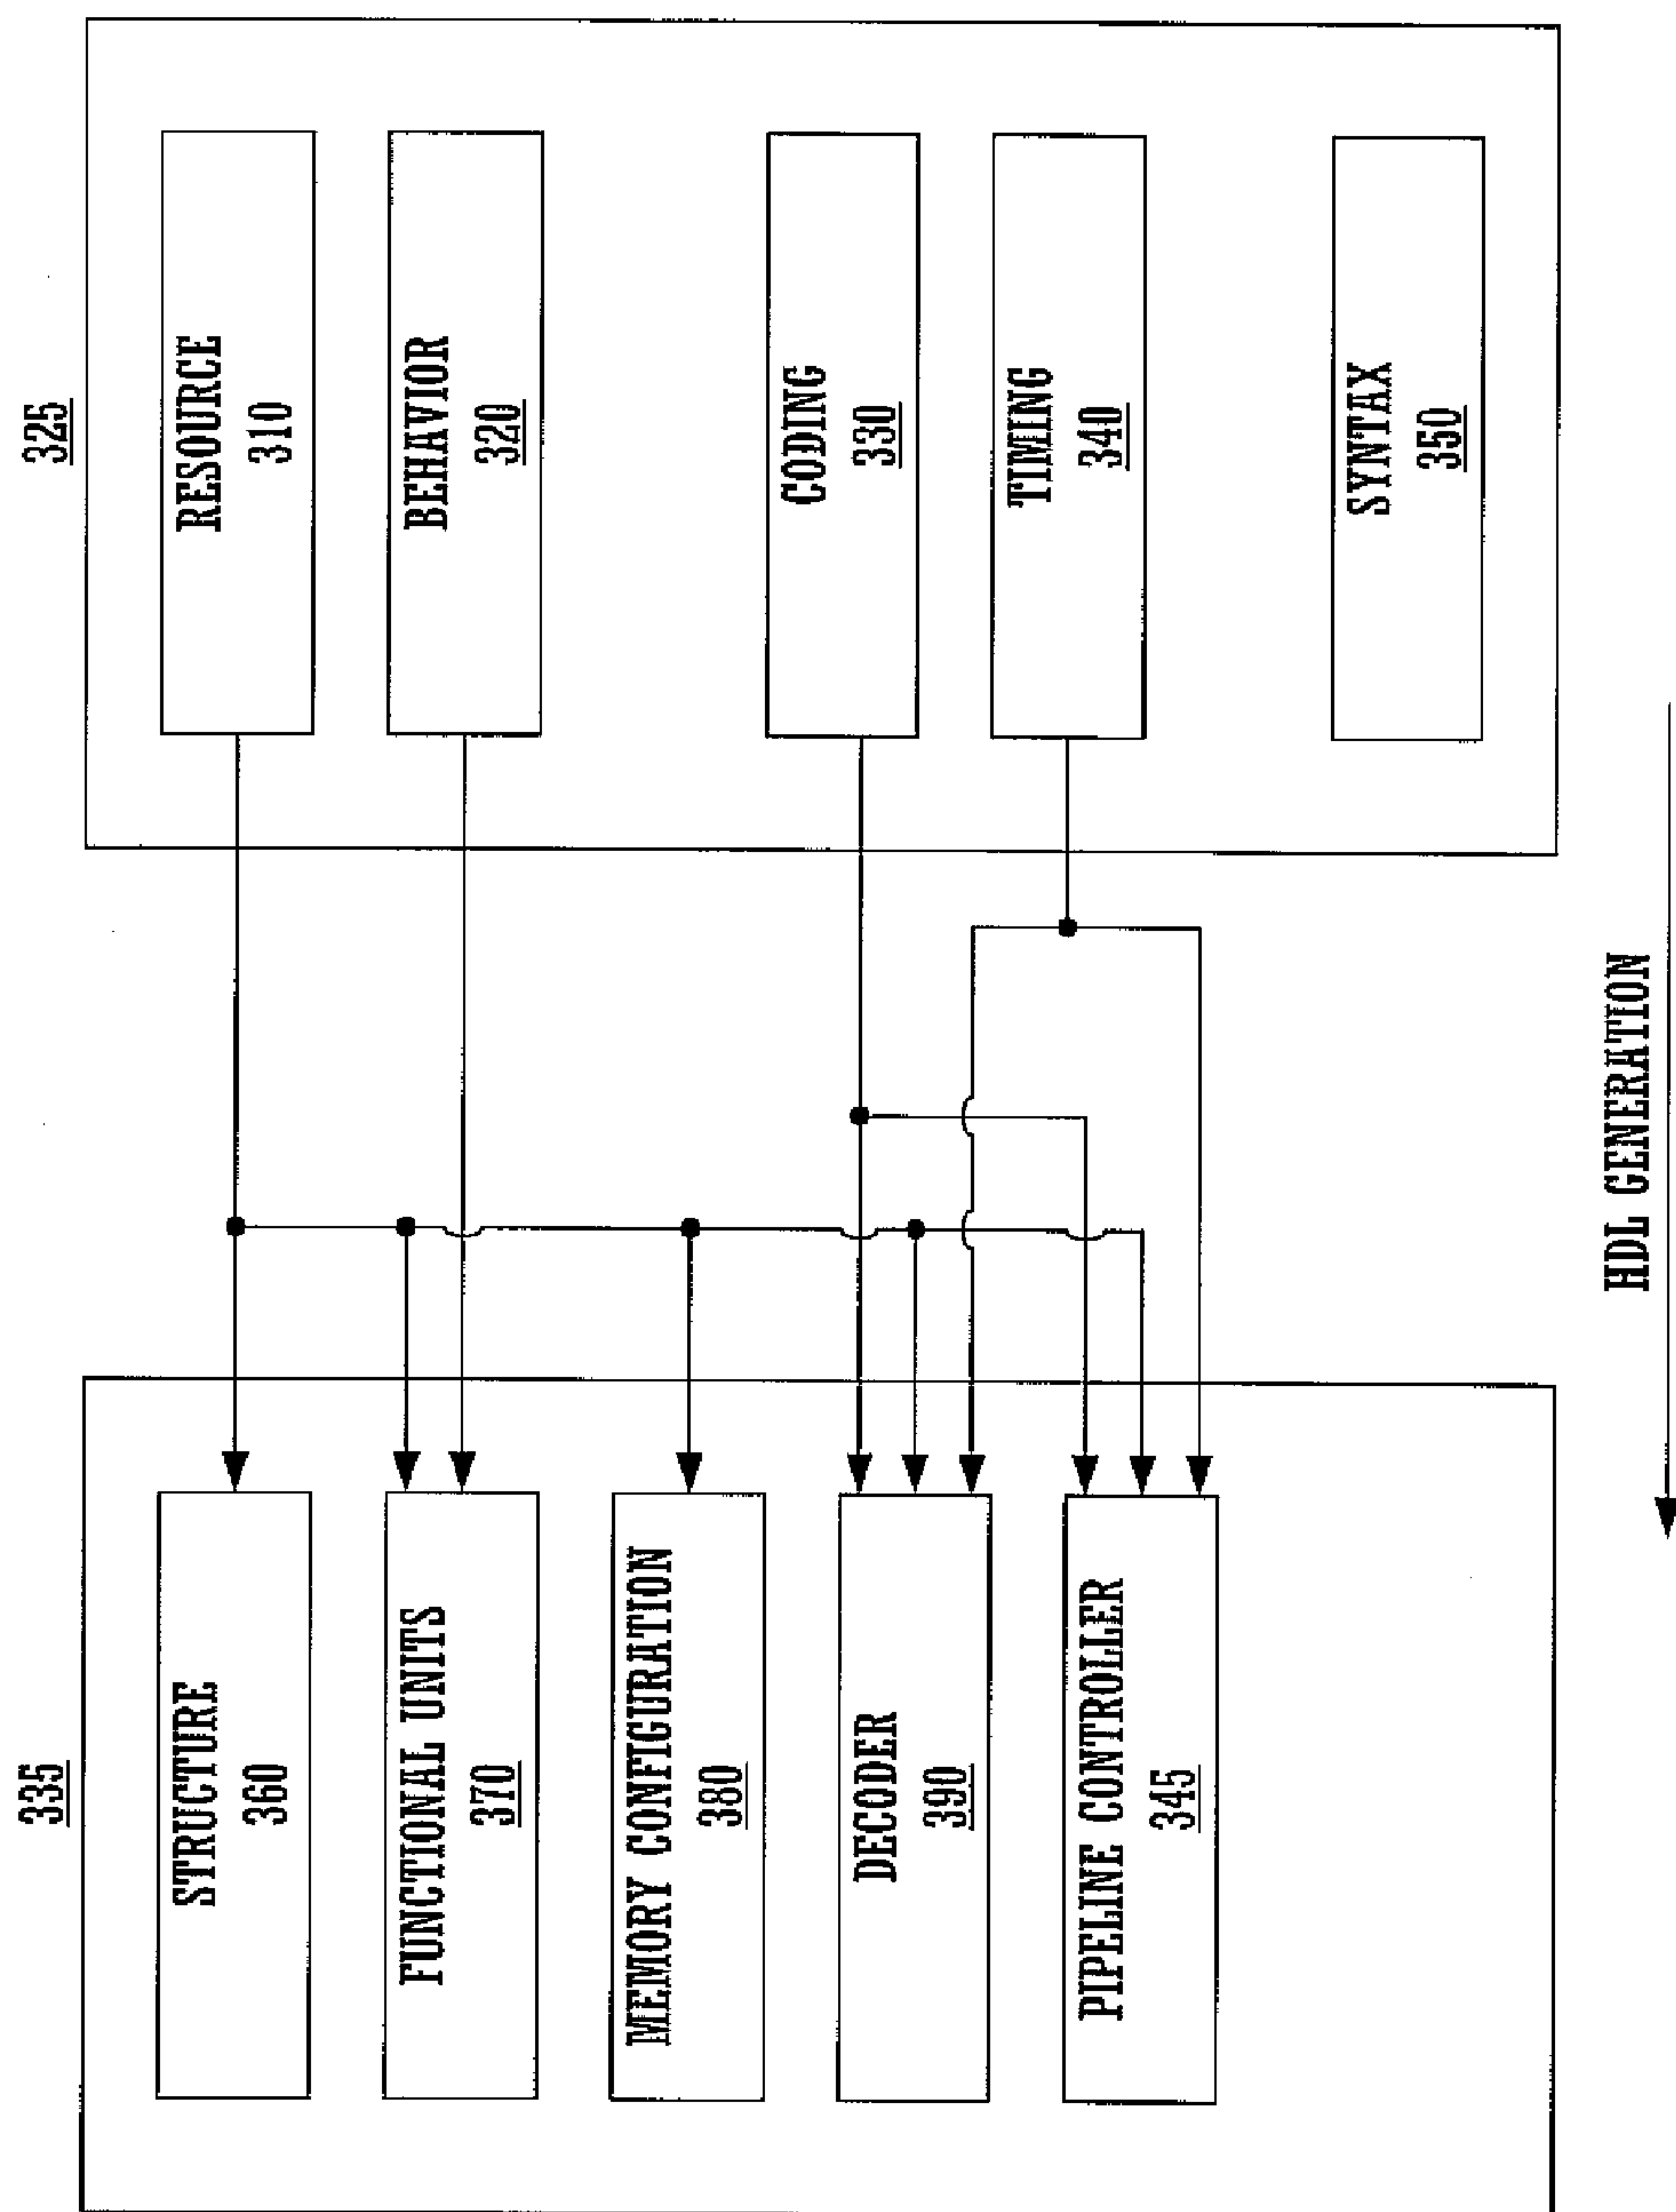 335
STRUCTURE
360
FUNCTIONAL UNITS
370
MEMORY CONFIGURATION
380
DECODER
390
PIPELINE CONTROLLER
345
325
RESOURCE
310
BEHAVIOR
320
CODING
330
TIMING
340
SYNTAX
350
HDL GENERATION